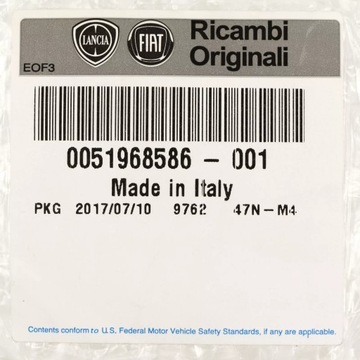 LANCIA FIAT Ricambi
Originali
EOF3
0051968586 - 001
Made in Italy
PKG 2017/07/10 9762 47N-M4
Contents conform to U.S. Federal Motor Vehicle Safety Standards, if any are applicable.